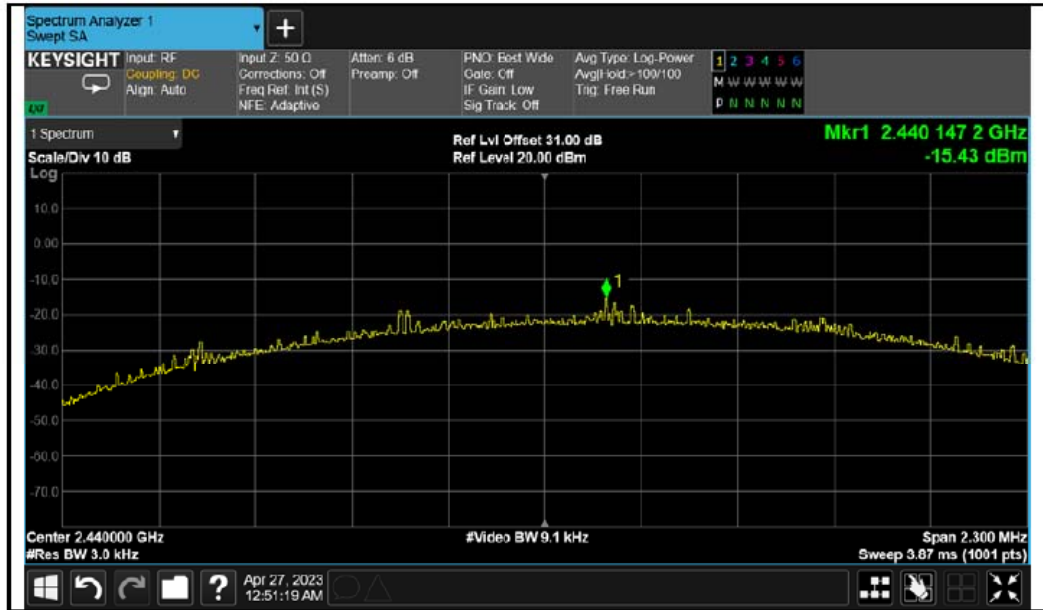 Spectrum Analyzer 1
Swept SA
+
KEYSIGHT
Input: RF
Coupling: DC
Align: Auto
Input Z: 50 Ω
Corrections: Off
Freq Ref: Int (S)
NFE: Adaptive
Atten: 6 dB
Preamp: Off
PNO: Best Wide
Gate: Off
IF Gain: Low
Sig Track: Off
Avg Type: Log-Power
Avg|Hold:>100/100
Trig: Free Run
1 2 3 4 5 6
M W W W W W
P N N N N N
1 Spectrum
Scale/Div 10 dB
Ref Lvl Offset 31.00 dB
Ref Level 20.00 dBm
Mkr1 2.440 147 2 GHz
-15.43 dBm
Log
10.0
0.00
-10.0
1
-20.0
-30.0
-40.0
-50.0
-60.0
-70.0
Center 2.440000 GHz
#Res BW 3.0 kHz
#Video BW 9.1 kHz
Span 2.300 MHz
Sweep 3.87 ms (1001 pts)
?
Apr 27, 2023
12:51:19 AM